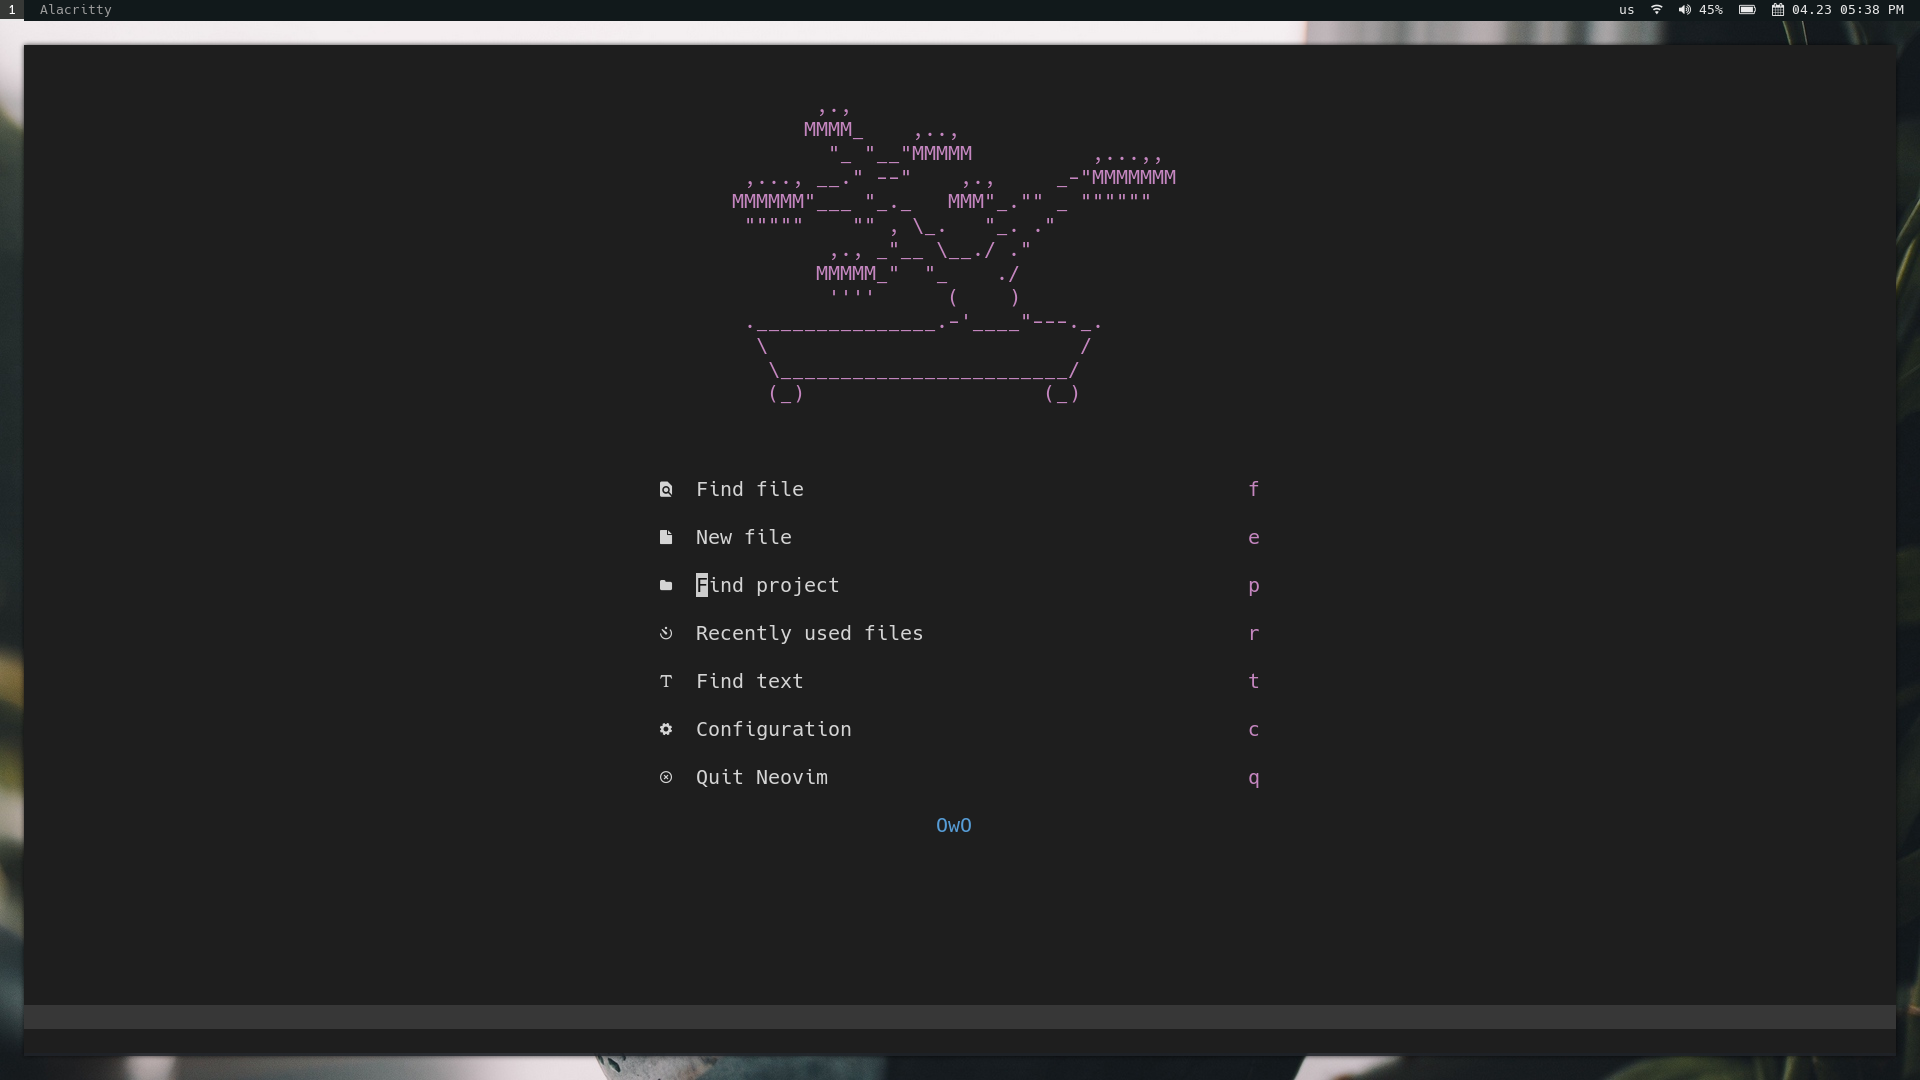 1 Alacritty us 45% 04.23 05:38 PM
       ,.,
      MMMM_    ,..,
        "_ "__"MMMMM          ,...,,
 ,..., __." --"    ,.,     _-"MMMMMMM
MMMMMM"___ "_._   MMM"_."" _ """"""
 """""    "" , \_.   "_. ."
        ,., _"__ \__./ ."
       MMMMM_"  "_    ./
        ''''      (    )
 ._______________.-'____"---._.
  \                          /
   \________________________/
   (_)                    (_)
Find file f
New file e
Find project p
Recently used files r
Find text t
Configuration c
Quit Neovim q
OwO